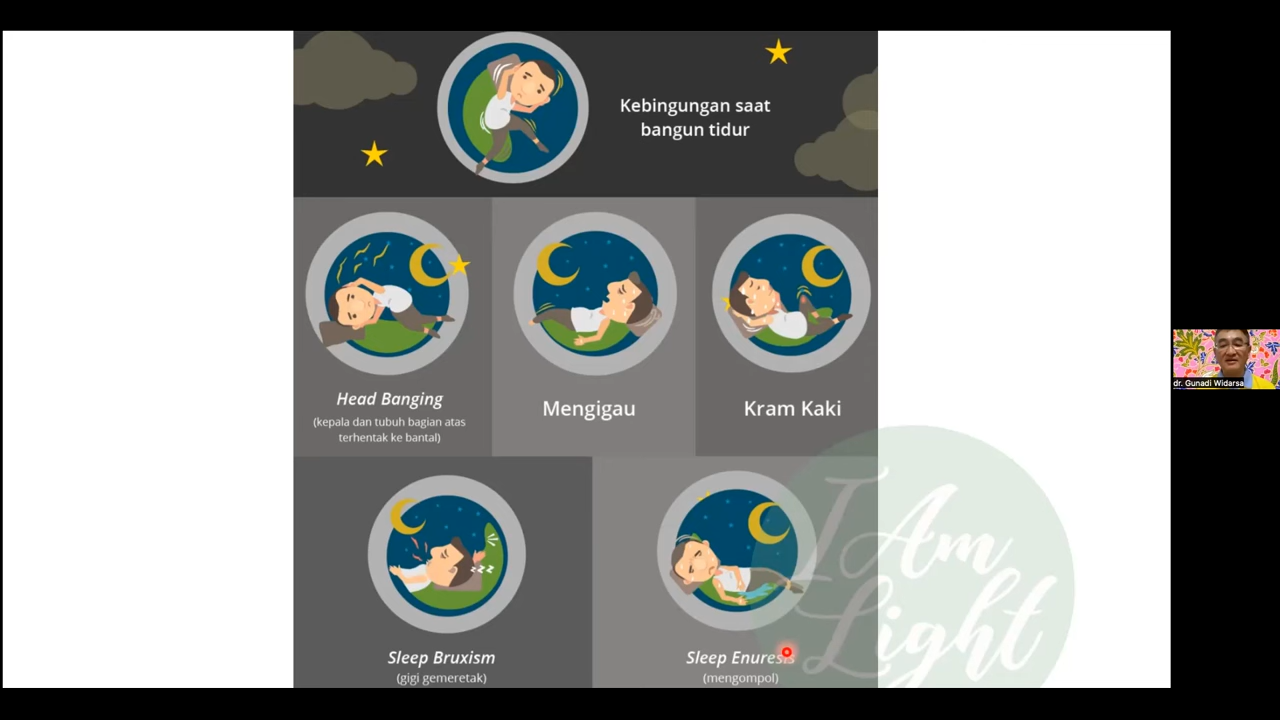 Kebingungan saat
bangun tidur
Head Banging
(kepala dan tubuh bagian atas
terhentak ke bantal)
Mengigau
Kram Kaki
zzz
Sleep Bruxism
(gigi gemeretak)
Sleep Enuresis
(mengompol)
I Am
Light
dr. Gunadi Widarsa